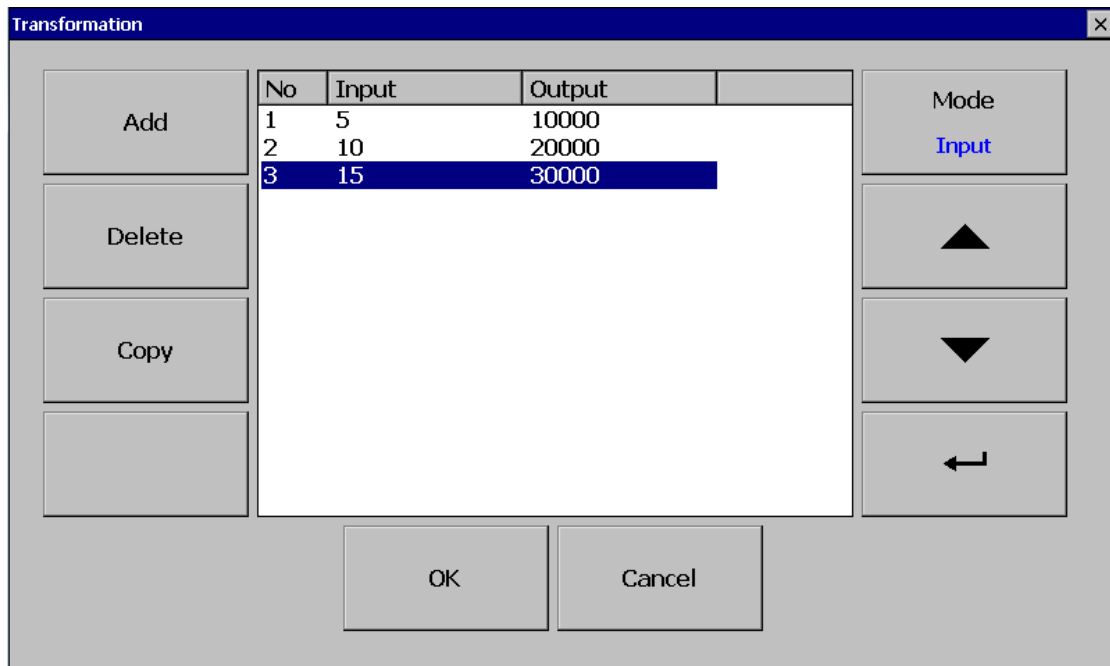 Transformation
Add
Delete
Copy
No Input Output
1 5 10000
2 10 20000
3 15 30000
Mode
Input
OK
Cancel